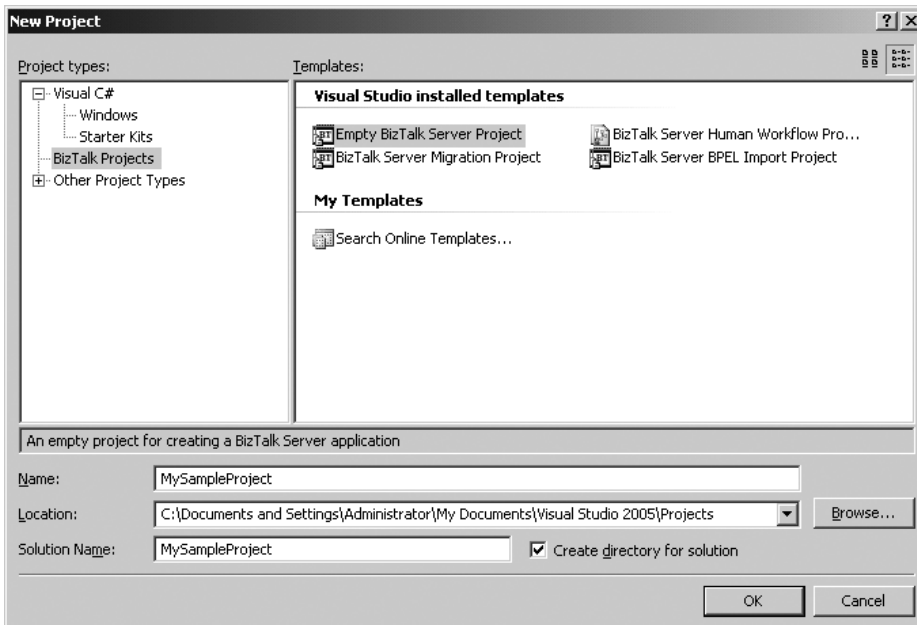 New Project
Project types:
Templates:
Visual C#
Windows
Starter Kits
BizTalk Projects
Other Project Types
Visual Studio installed templates
Empty BizTalk Server Project
BizTalk Server Human Workflow Pro...
BizTalk Server Migration Project
BizTalk Server BPEL Import Project
My Templates
Search Online Templates...
An empty project for creating a BizTalk Server application
Name:
MySampleProject
Location:
C:\Documents and Settings\Administrator\My Documents\Visual Studio 2005\Projects
Browse...
Solution Name:
MySampleProject
Create directory for solution
OK
Cancel